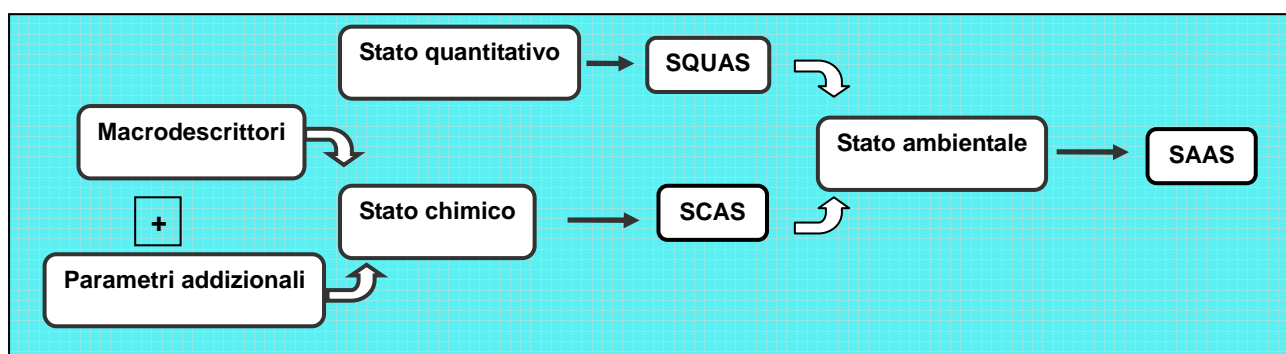 Stato quantitativo
SQUAS
Macrodescrittori
Stato ambientale
SAAS
Stato chimico
SCAS
+
Parametri addizionali